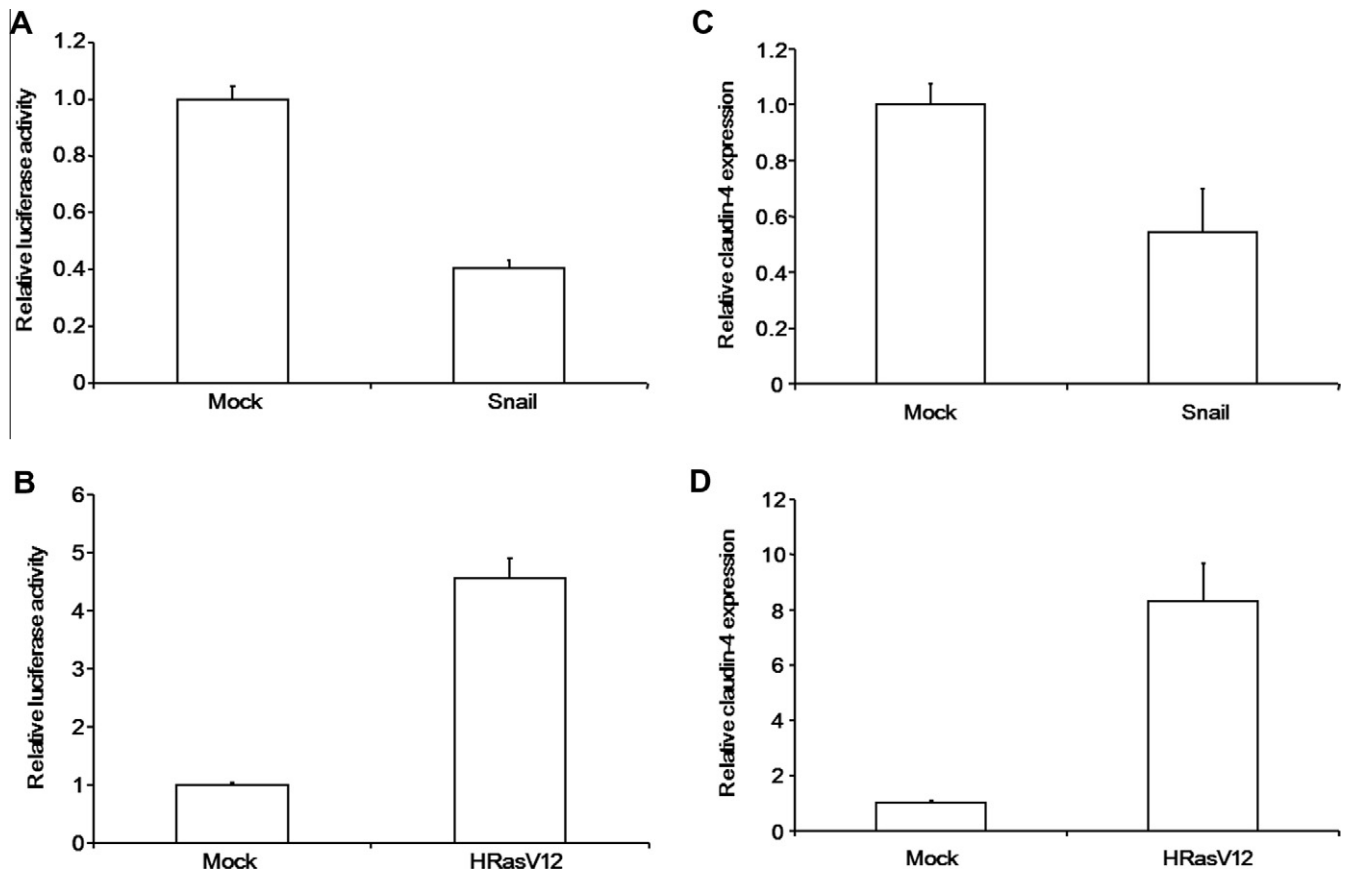 A
Relative luciferase activity
1.2
1.0
0.8
0.6
0.4
0.2
0
Mock Snail
C
Relative claudin-4 expression
1.2
1.0
0.8
0.6
0.4
0.2
0
Mock Snail
B
Relative luciferase activity
6
5
4
3
2
1
0
Mock HRasV12
D
Relative claudin-4 expression
12
10
8
6
4
2
0
Mock HRasV12